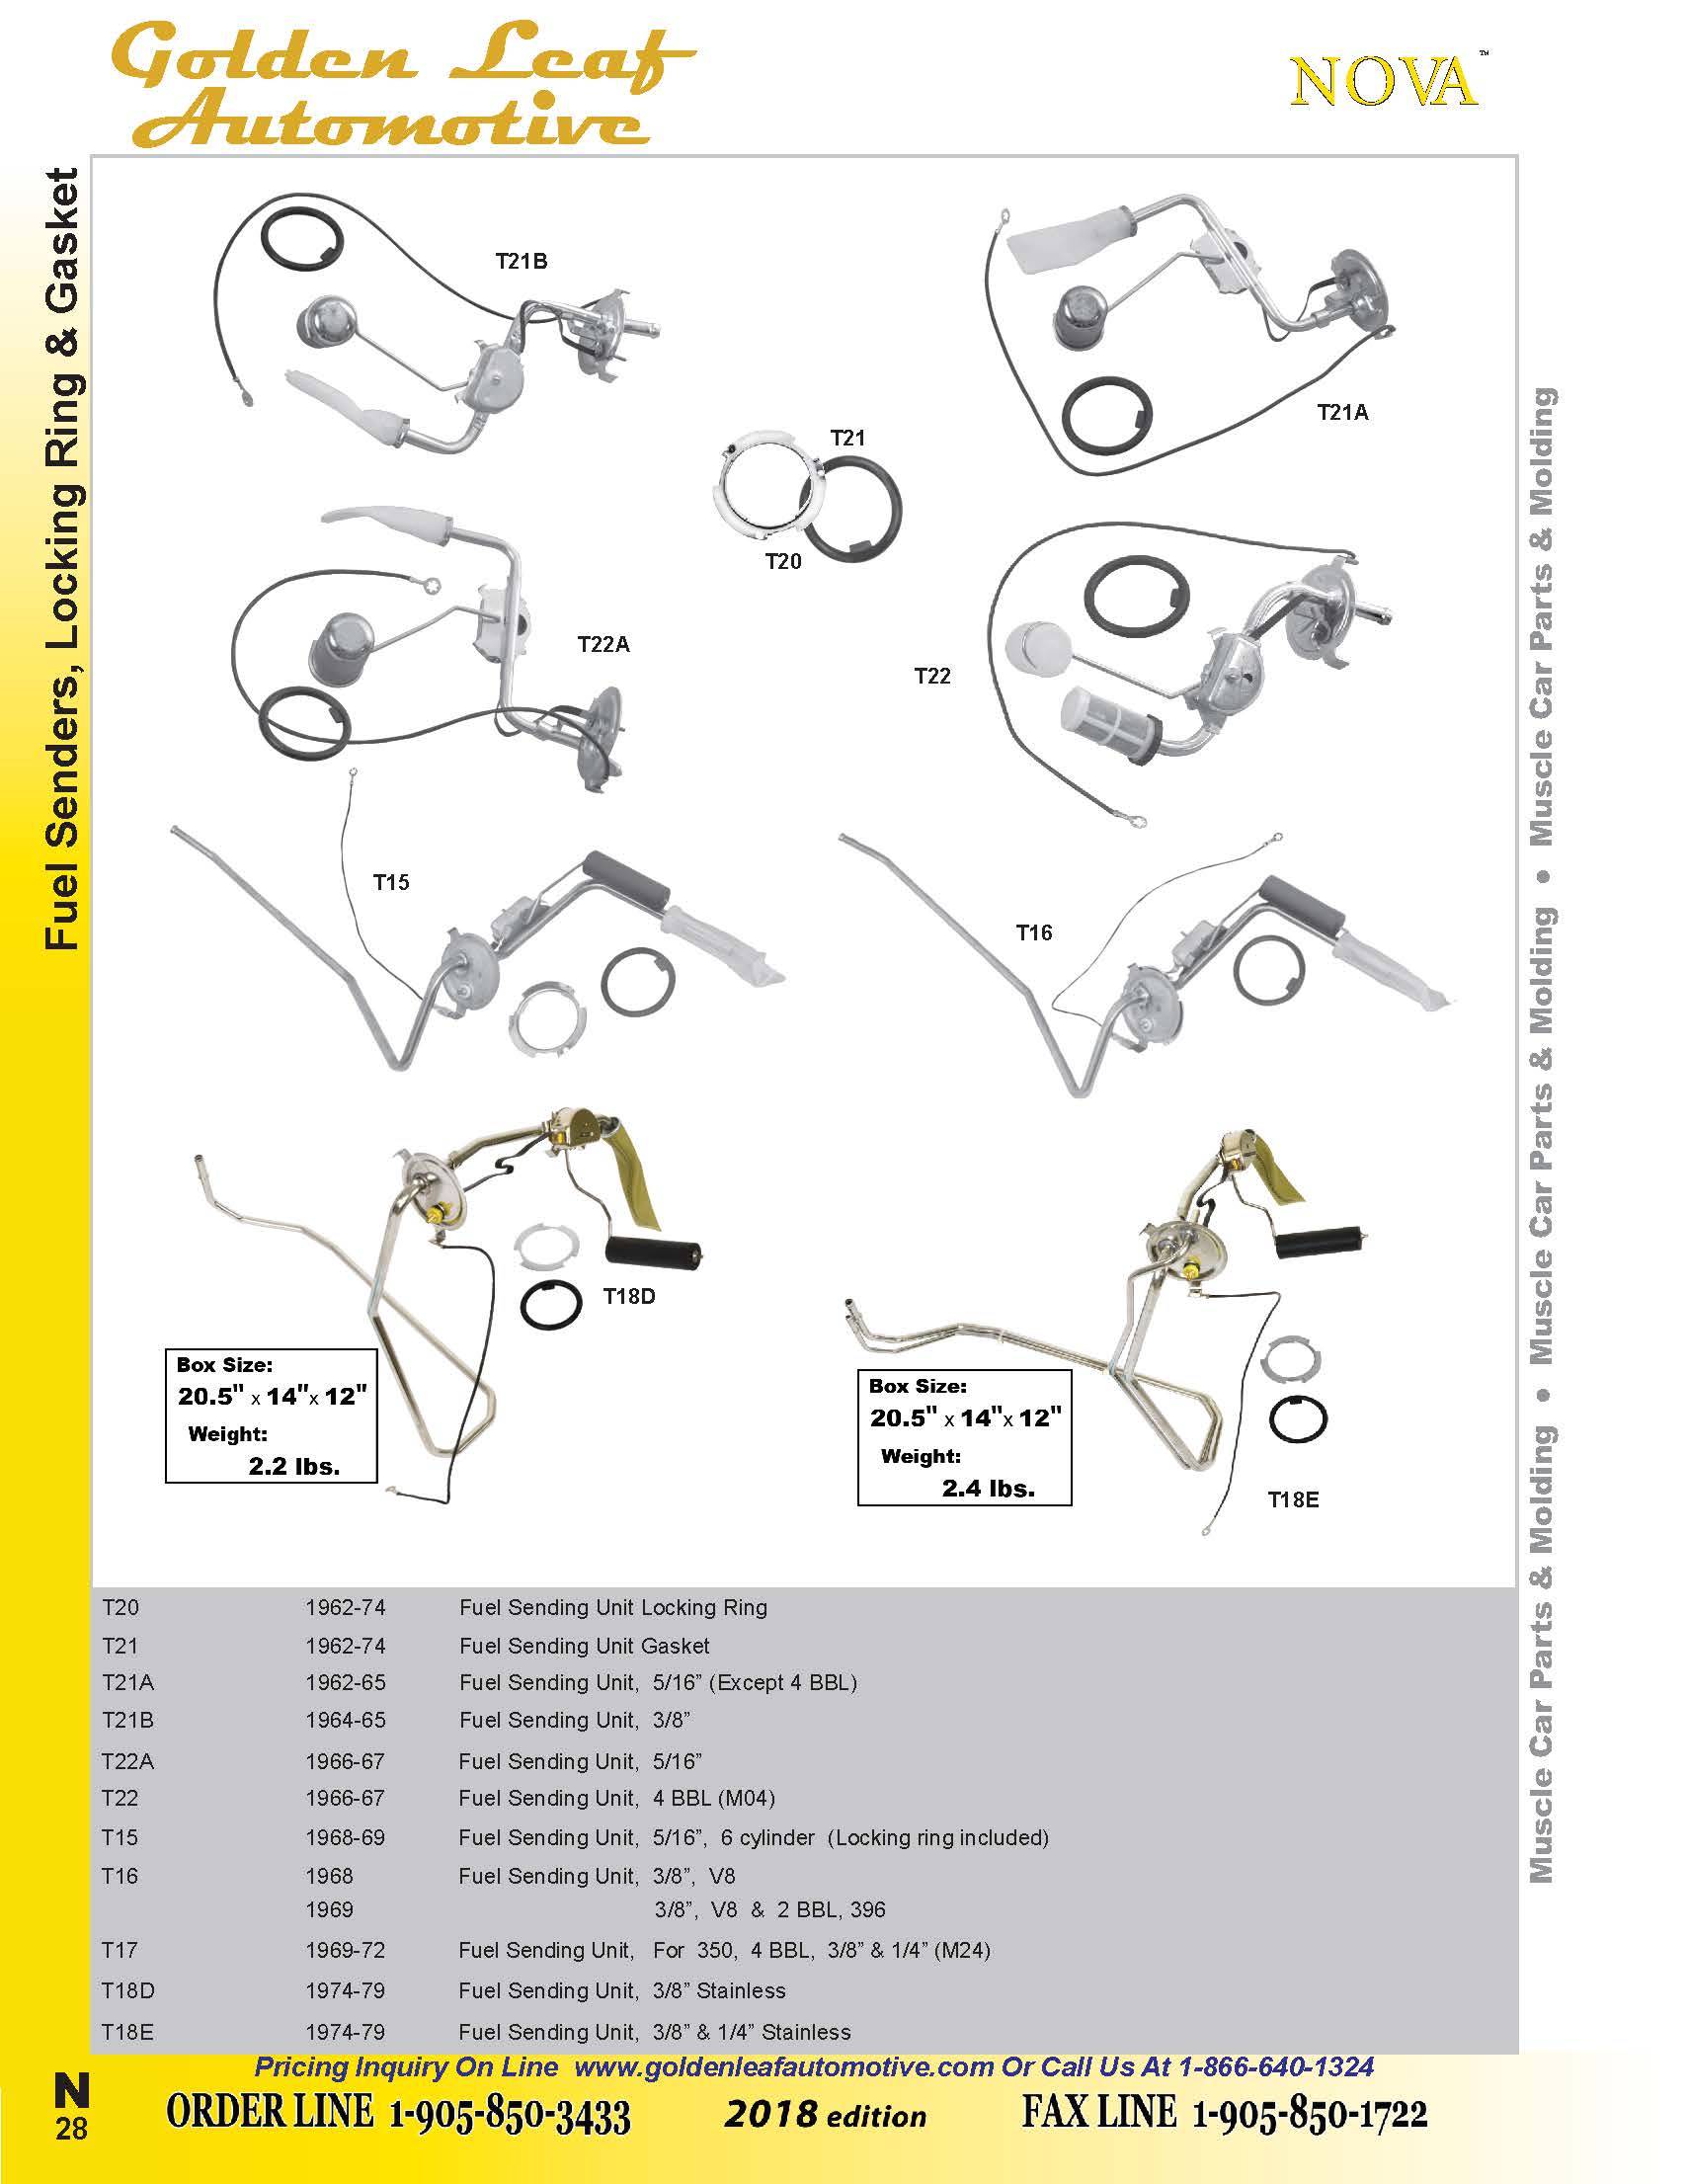 Golden Leaf
Automotive
NOVA™
Fuel Senders, Locking Ring & Gasket
T21B
T21A
T21
T20
T22A
T22
T15
T16
T18D
T18E
Box Size:
20.5" x 14"x 12"
Weight:
2.2 lbs.
Box Size:
20.5" x 14"x 12"
Weight:
2.4 lbs.
Muscle Car Parts & Molding • Muscle Car Parts & Molding • Muscle Car Parts & Molding • Muscle Car Parts & Molding
T20 1962-74 Fuel Sending Unit Locking Ring
T21 1962-74 Fuel Sending Unit Gasket
T21A 1962-65 Fuel Sending Unit, 5/16” (Except 4 BBL)
T21B 1964-65 Fuel Sending Unit, 3/8”
T22A 1966-67 Fuel Sending Unit, 5/16”
T22 1966-67 Fuel Sending Unit, 4 BBL (M04)
T15 1968-69 Fuel Sending Unit, 5/16”, 6 cylinder (Locking ring included)
T16 1968 Fuel Sending Unit, 3/8”, V8
1969 3/8”, V8 & 2 BBL, 396
T17 1969-72 Fuel Sending Unit, For 350, 4 BBL, 3/8” & 1/4” (M24)
T18D 1974-79 Fuel Sending Unit, 3/8” Stainless
T18E 1974-79 Fuel Sending Unit, 3/8” & 1/4” Stainless
Pricing Inquiry On Line www.goldenleafautomotive.com Or Call Us At 1-866-640-1324
N
28
ORDER LINE 1-905-850-3433
2018 edition
FAX LINE 1-905-850-1722